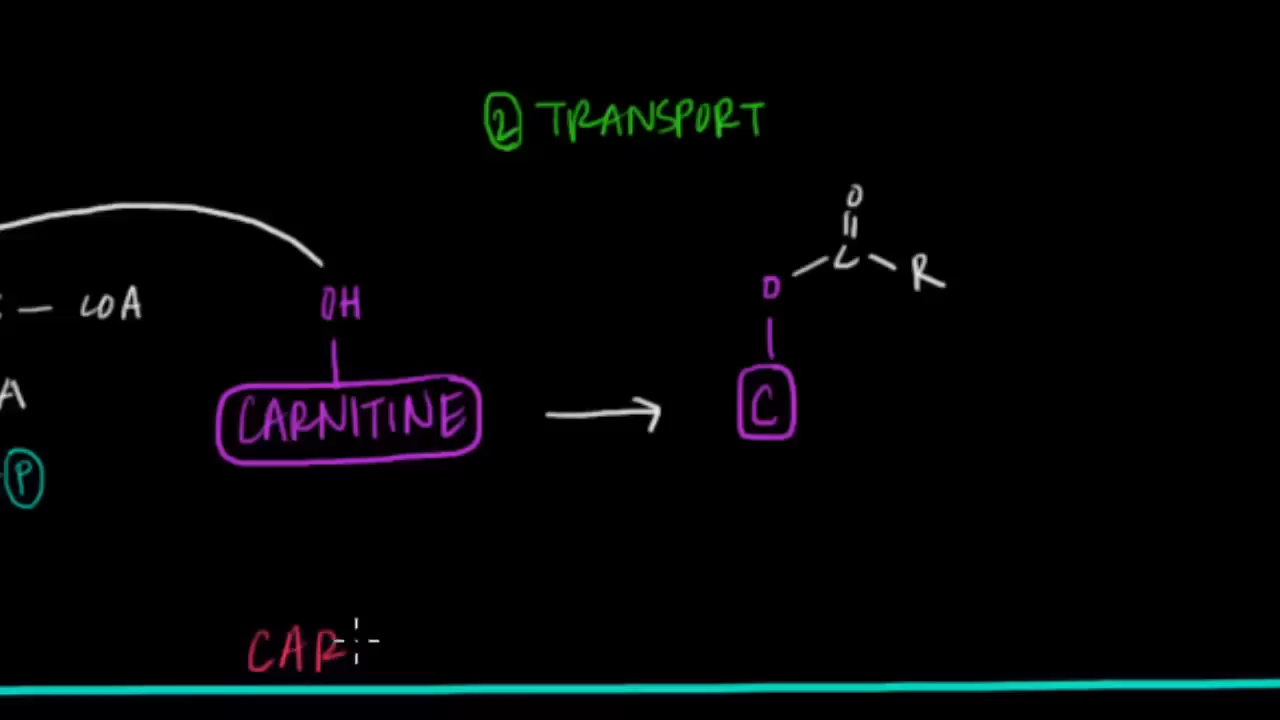 ② TRANSPORT
O
C — R
— COA
OH
O
A
CARNITINE → C
P
CAR